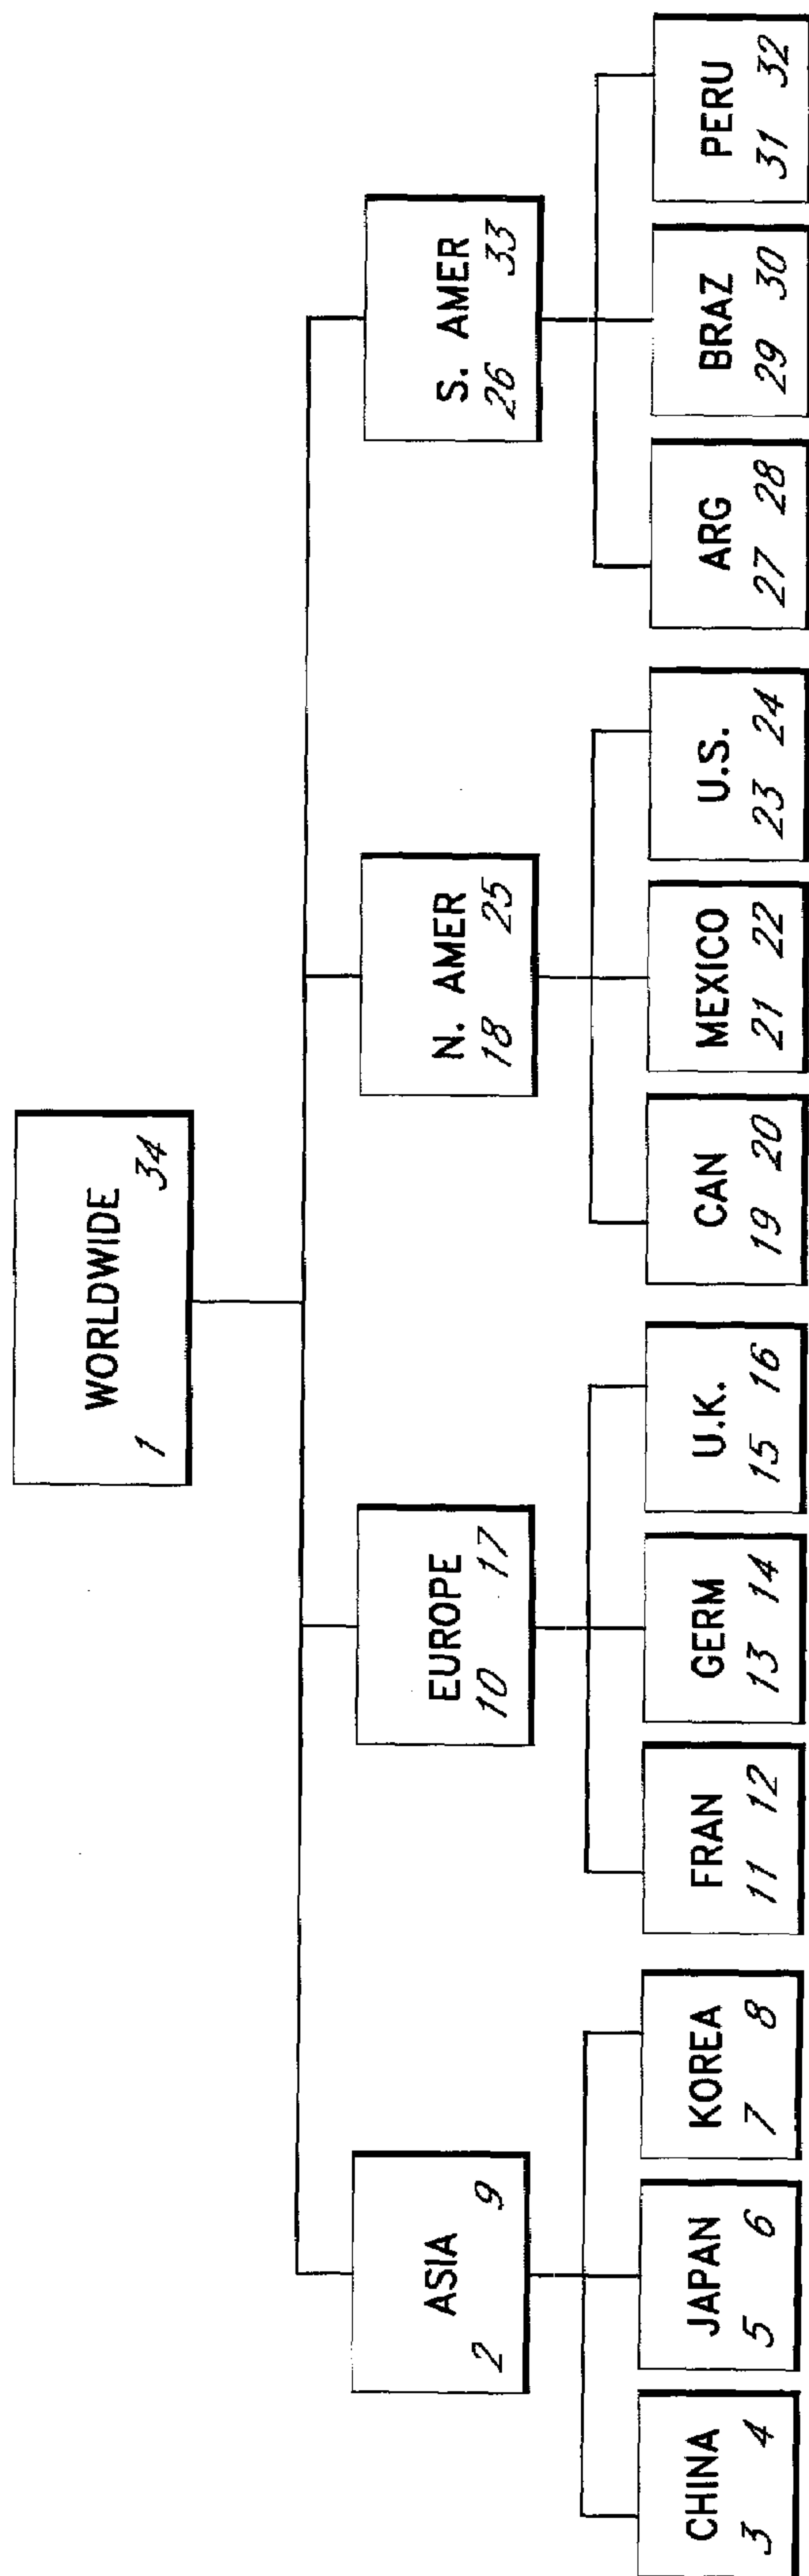 WORLDWIDE
1 34
ASIA
2 9
EUROPE
10 17
N. AMER
18 25
S. AMER
26 33
CHINA
3 4
JAPAN
5 6
KOREA
7 8
FRAN
11 12
GERM
13 14
U.K.
15 16
CAN
19 20
MEXICO
21 22
U.S.
23 24
ARG
27 28
BRAZ
29 30
PERU
31 32